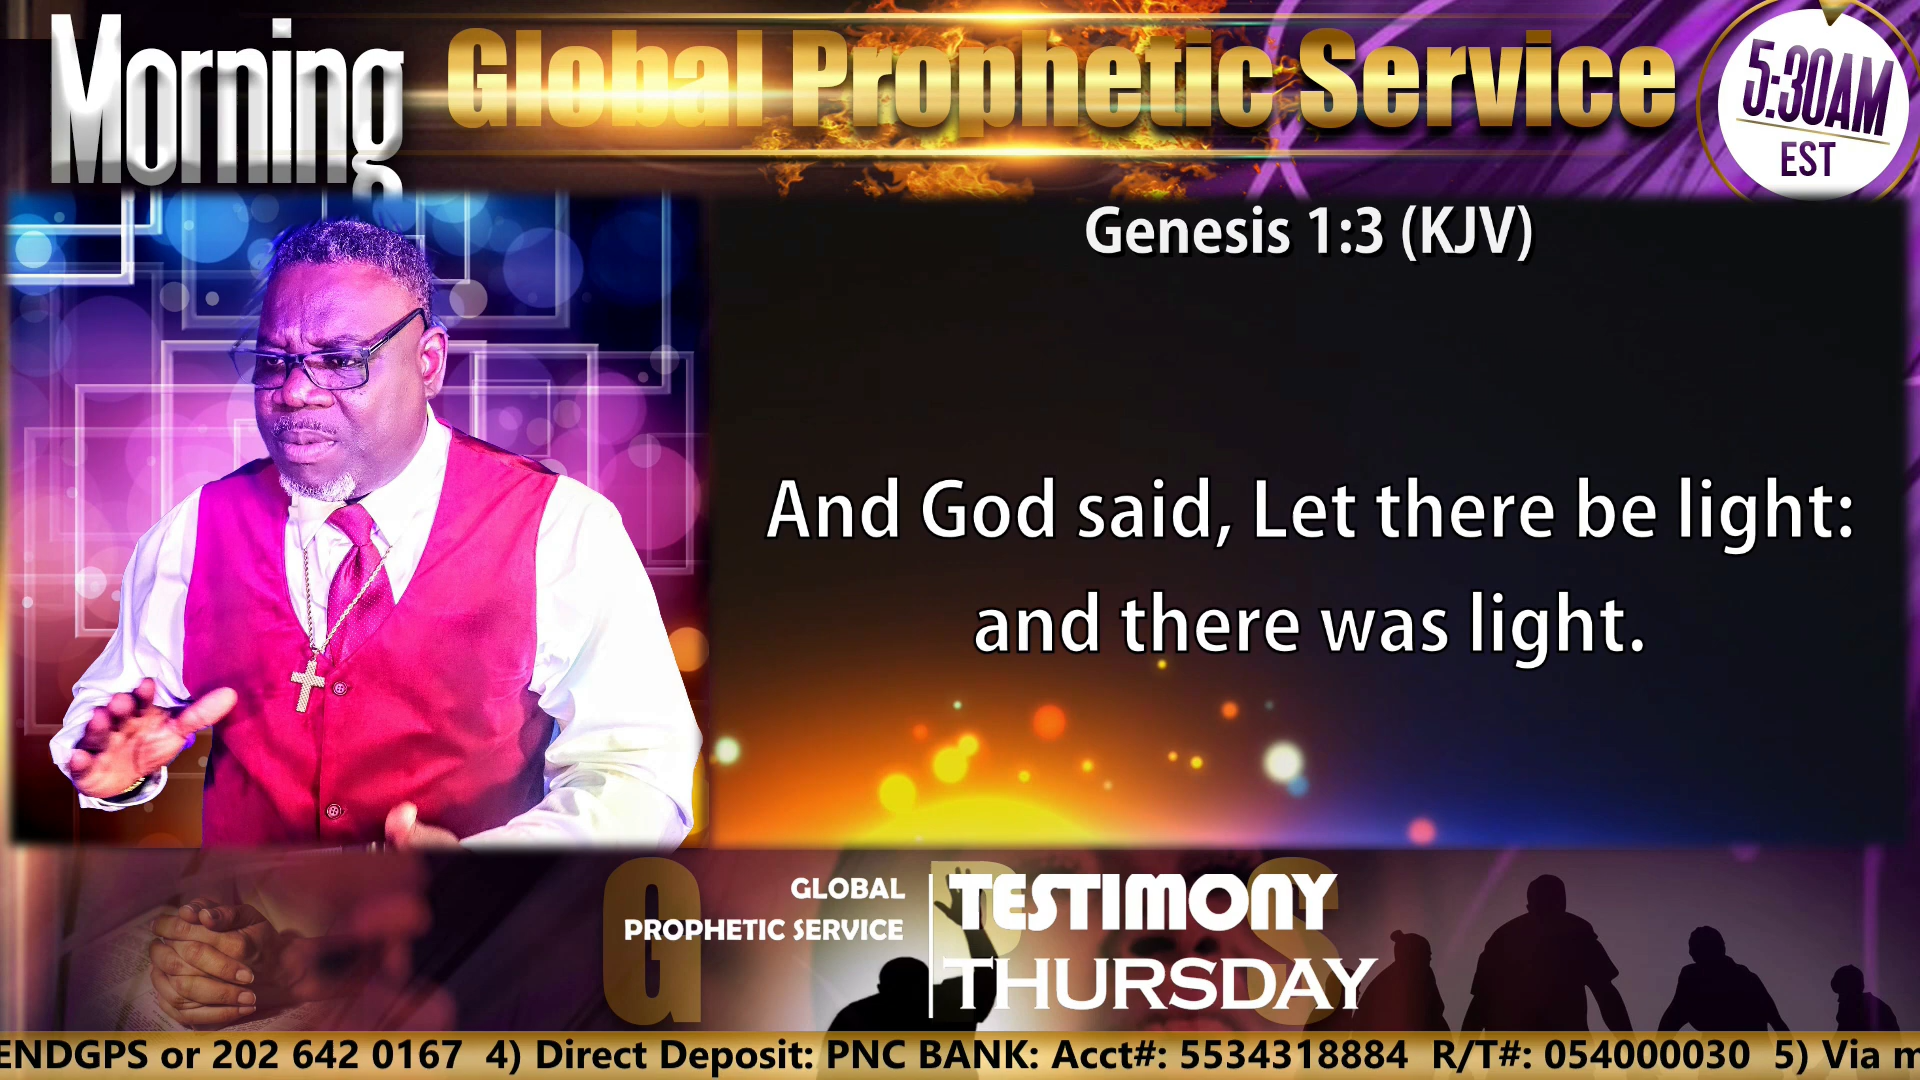 Morning
Global Prophetic Service
5:30AM
EST
Genesis 1:3 (KJV)
And God said, Let there be light:
and there was light.
GPS
GLOBAL
PROPHETIC SERVICE
TESTIMONY
THURSDAY
ENDGPS or 202 642 0167 4) Direct Deposit: PNC BANK: Acct#: 5534318884 R/T#: 054000030 5) Via m